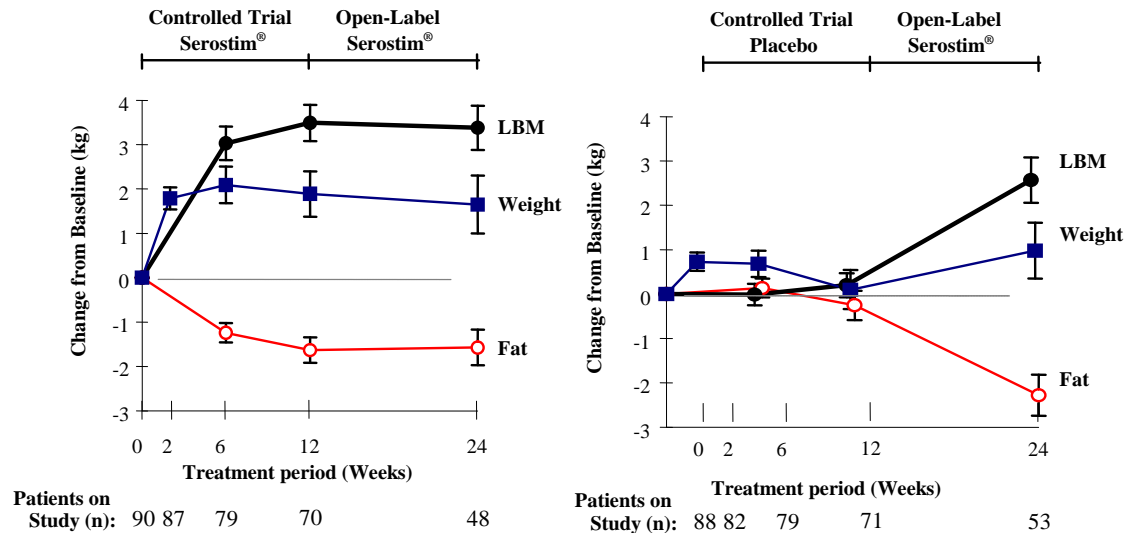 Controlled Trial
Serostim®
Open-Label
Serostim®
Change from Baseline (kg)
4
3
2
1
0
-1
-2
-3
LBM
Weight
Fat
0 2 6 12 24
Treatment period (Weeks)
Patients on
Study (n): 90 87 79 70 48
Controlled Trial
Placebo
Open-Label
Serostim®
Change from Baseline (kg)
4
3
2
1
0
-1
-2
-3
LBM
Weight
Fat
0 2 6 12 24
Treatment period (Weeks)
Patients on
Study (n): 88 82 79 71 53